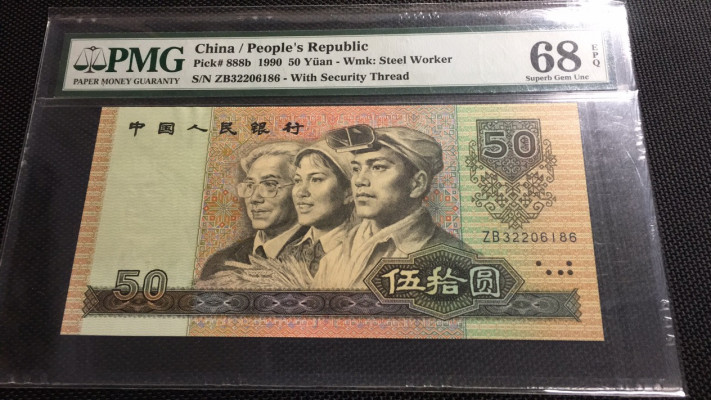 PMG
PAPER MONEY GUARANTY
China / People's Republic
Pick# 888b 1990 50 Yüan - Wmk: Steel Worker
S/N ZB32206186 - With Security Thread
68 EPQ
Superb Gem Unc
中国人民银行
50
ZB32206186
50
伍拾圆